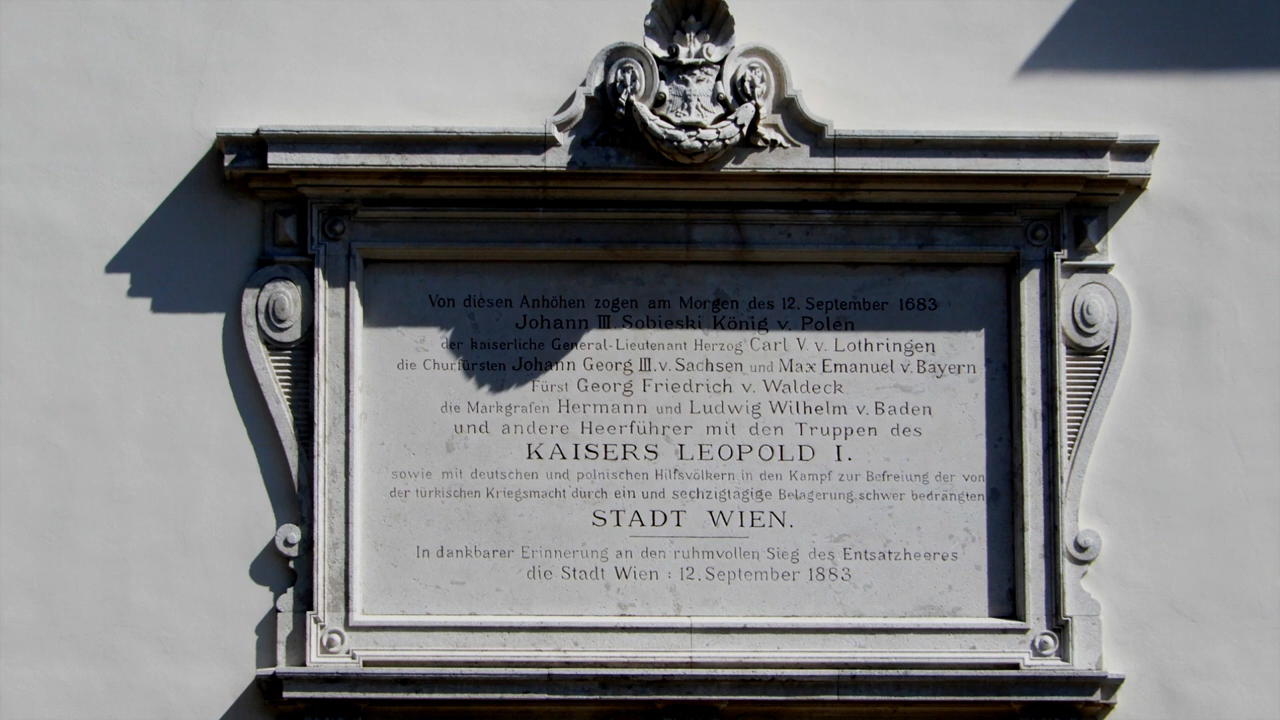 Von diesen Anhöhen zogen am Morgen des 12. September 1683
Johann III. Sobieski König v. Polen
der kaiserliche General-Lieutenant Herzog Carl V. v. Lothringen
die Churfürsten Johann Georg III. v. Sachsen und Max Emanuel v. Bayern
Fürst Georg Friedrich v. Waldeck
die Markgrafen Hermann und Ludwig Wilhelm v. Baden
und andere Heerführer mit den Truppen des
KAISERS LEOPOLD I.
sowie mit deutschen und polnischen Hilfsvölkern in den Kampf zur Befreiung der von
der türkischen Kriegsmacht durch ein und sechzigtägige Belagerung schwer bedrängten
STADT WIEN.
In dankbarer Erinnerung an den ruhmvollen Sieg des Entsatzheeres
die Stadt Wien : 12. September 1883